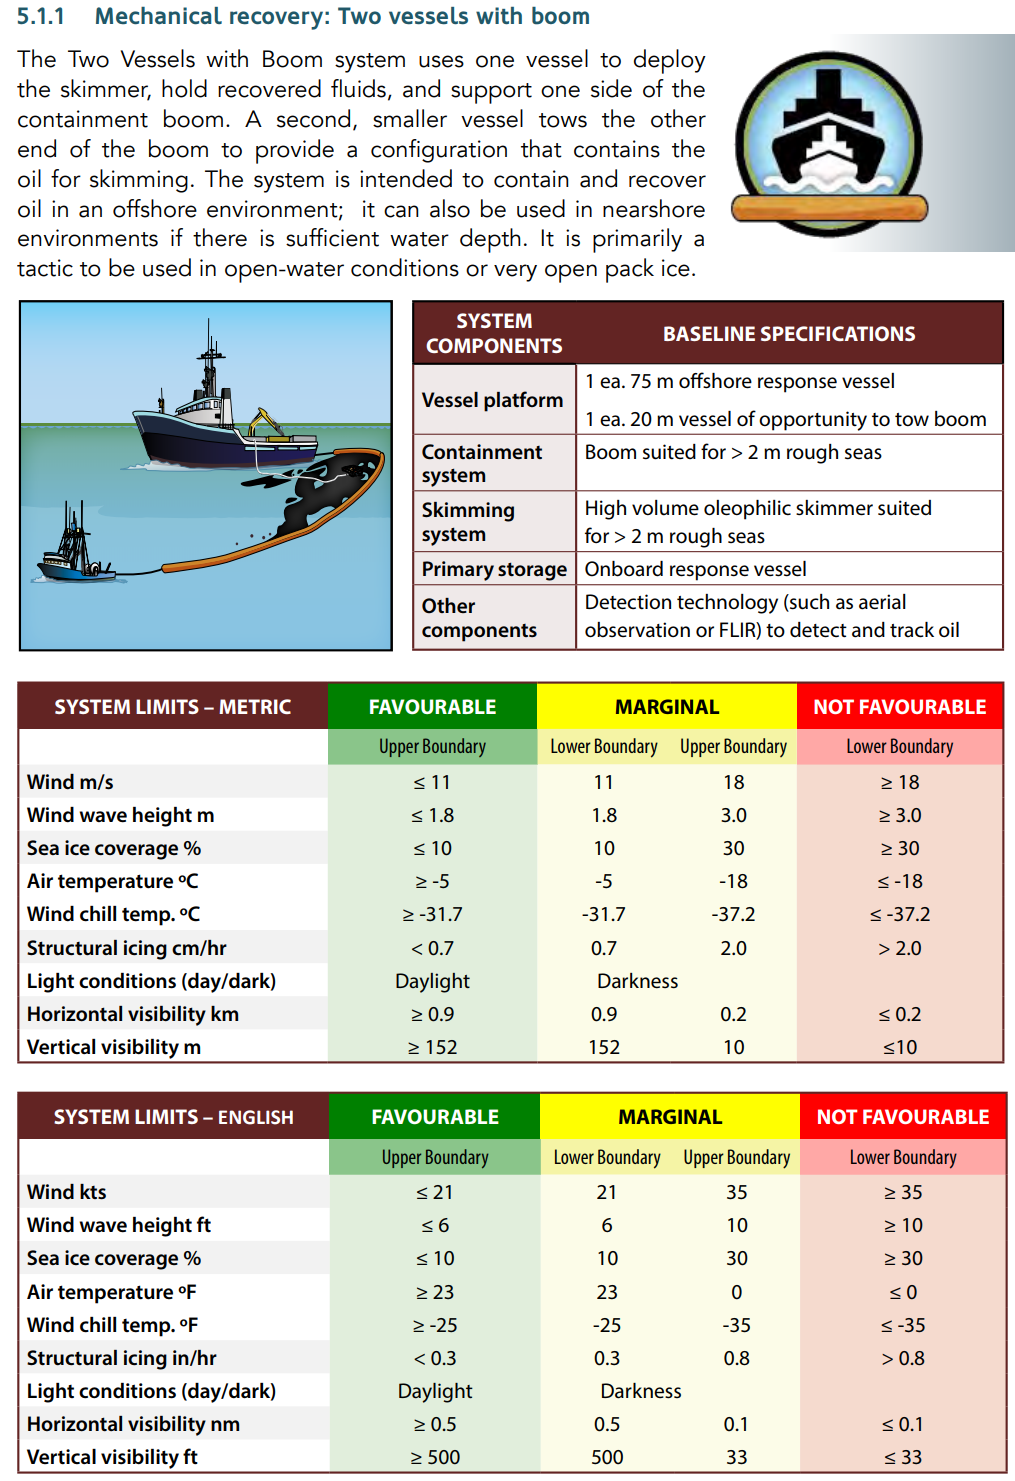 5.1.1 Mechanical recovery: Two vessels with boom
The Two Vessels with Boom system uses one vessel to deploy
the skimmer, hold recovered fluids, and support one side of the
containment boom. A second, smaller vessel tows the other
end of the boom to provide a configuration that contains the
oil for skimming. The system is intended to contain and recover
oil in an offshore environment; it can also be used in nearshore
environments if there is sufficient water depth. It is primarily a
tactic to be used in open-water conditions or very open pack ice.
SYSTEM COMPONENTS BASELINE SPECIFICATIONS
Vessel platform 1 ea. 75 m offshore response vessel
1 ea. 20 m vessel of opportunity to tow boom
Containment system Boom suited for > 2 m rough seas
Skimming High volume oleophilic skimmer suited
system for > 2 m rough seas
Primary storage Onboard response vessel
Other Detection technology (such as aerial
components observation or FLIR) to detect and track oil
SYSTEM LIMITS – METRIC FAVOURABLE MARGINAL NOT FAVOURABLE
Upper Boundary Lower Boundary Upper Boundary Lower Boundary
Wind m/s ≤ 11 11 18 ≥ 18
Wind wave height m ≤ 1.8 1.8 3.0 ≥ 3.0
Sea ice coverage % ≤ 10 10 30 ≥ 30
Air temperature ºC ≥ -5 -5 -18 ≤ -18
Wind chill temp. ºC ≥ -31.7 -31.7 -37.2 ≤ -37.2
Structural icing cm/hr < 0.7 0.7 2.0 > 2.0
Light conditions (day/dark) Daylight Darkness
Horizontal visibility km ≥ 0.9 0.9 0.2 ≤ 0.2
Vertical visibility m ≥ 152 152 10 ≤10
SYSTEM LIMITS – ENGLISH FAVOURABLE MARGINAL NOT FAVOURABLE
Upper Boundary Lower Boundary Upper Boundary Lower Boundary
Wind kts ≤ 21 21 35 ≥ 35
Wind wave height ft ≤ 6 6 10 ≥ 10
Sea ice coverage % ≤ 10 10 30 ≥ 30
Air temperature ºF ≥ 23 23 0 ≤ 0
Wind chill temp. ºF ≥ -25 -25 -35 ≤ -35
Structural icing in/hr < 0.3 0.3 0.8 > 0.8
Light conditions (day/dark) Daylight Darkness
Horizontal visibility nm ≥ 0.5 0.5 0.1 ≤ 0.1
Vertical visibility ft ≥ 500 500 33 ≤ 33